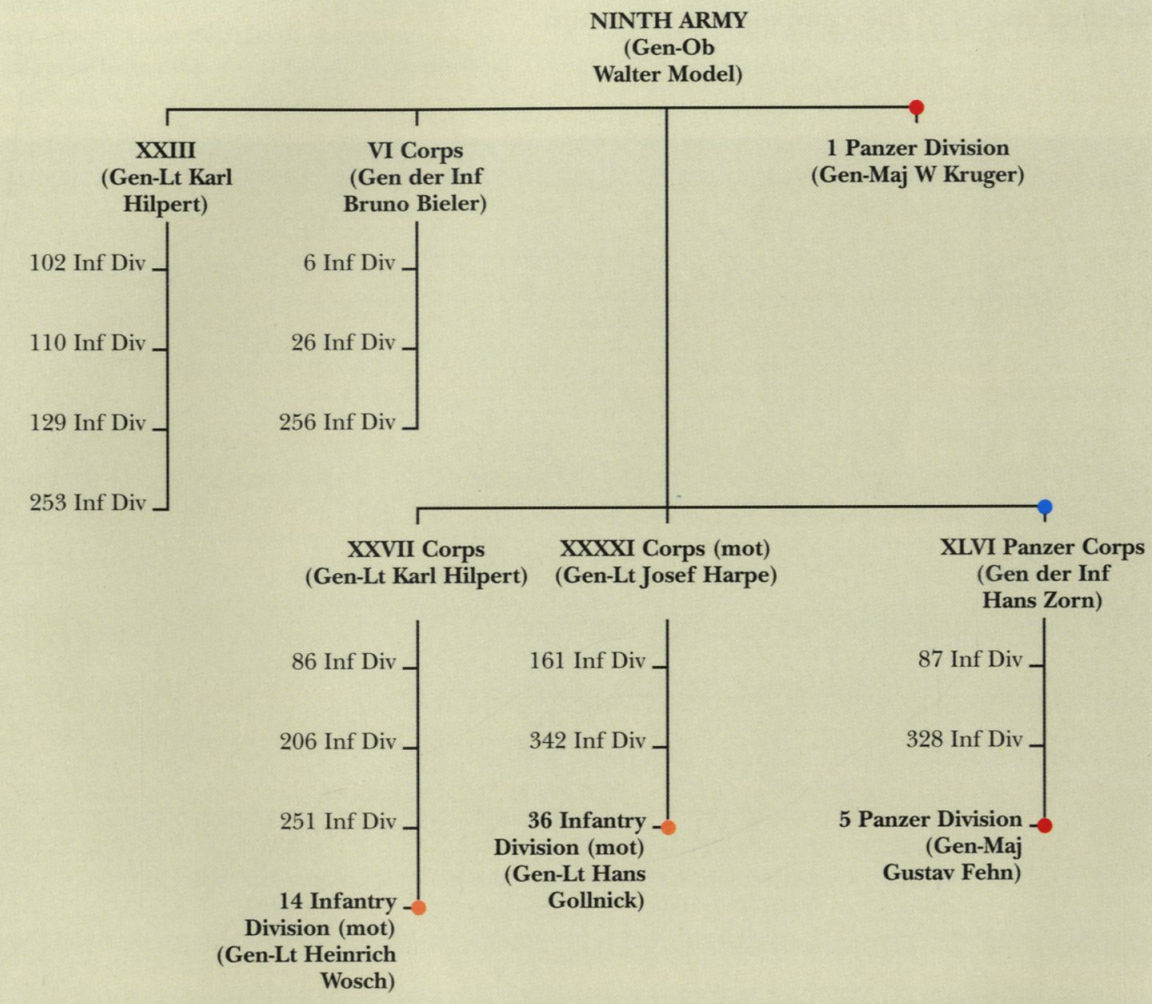 NINTH ARMY
(Gen-Ob
Walter Model)
XXIII
(Gen-Lt Karl
Hilpert)
102 Inf Div
110 Inf Div
129 Inf Div
253 Inf Div
VI Corps
(Gen der Inf
Bruno Bieler)
6 Inf Div
26 Inf Div
256 Inf Div
1 Panzer Division
(Gen-Maj W Kruger)
XXVII Corps
(Gen-Lt Karl Hilpert)
86 Inf Div
206 Inf Div
251 Inf Div
14 Infantry
Division (mot)
(Gen-Lt Heinrich
Wosch)
XXXXI Corps (mot)
(Gen-Lt Josef Harpe)
161 Inf Div
342 Inf Div
36 Infantry
Division (mot)
(Gen-Lt Hans
Gollnick)
XLVI Panzer Corps
(Gen der Inf
Hans Zorn)
87 Inf Div
328 Inf Div
5 Panzer Division
(Gen-Maj
Gustav Fehn)